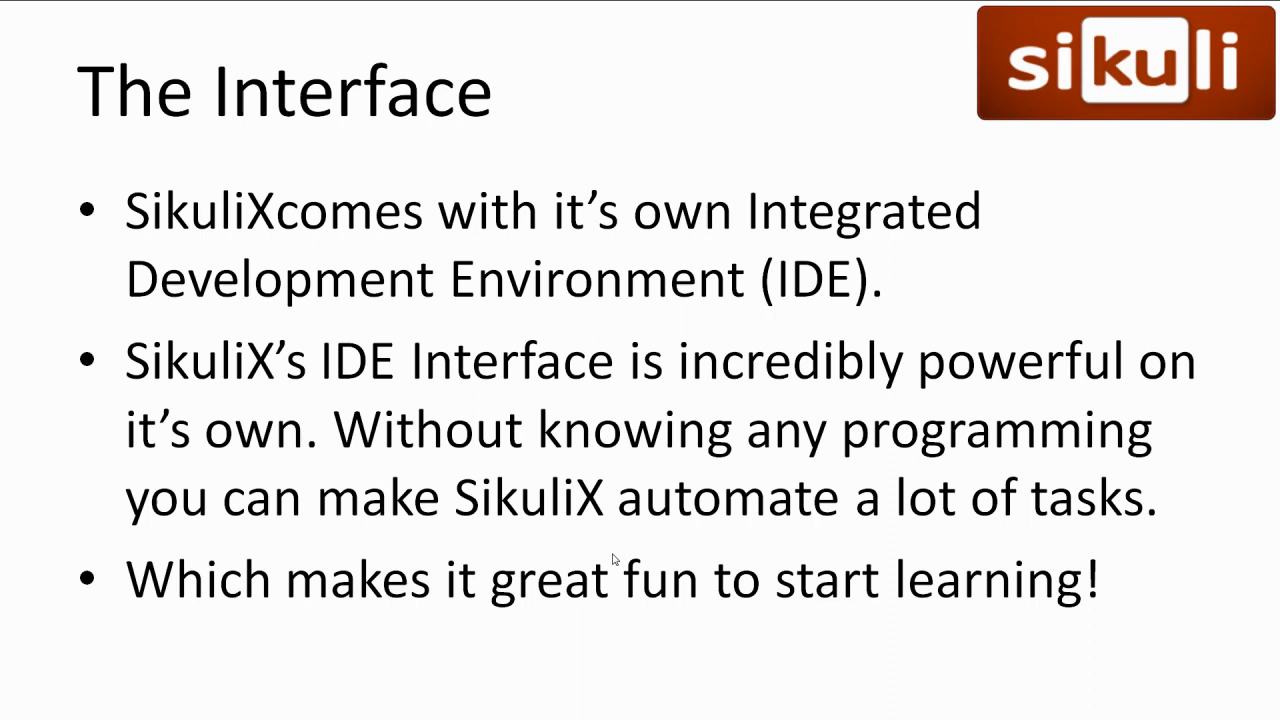 The Interface
sikuli
• SikuliXcomes with it’s own Integrated
Development Environment (IDE).
• SikuliX’s IDE Interface is incredibly powerful on
it’s own. Without knowing any programming
you can make SikuliX automate a lot of tasks.
• Which makes it great fun to start learning!